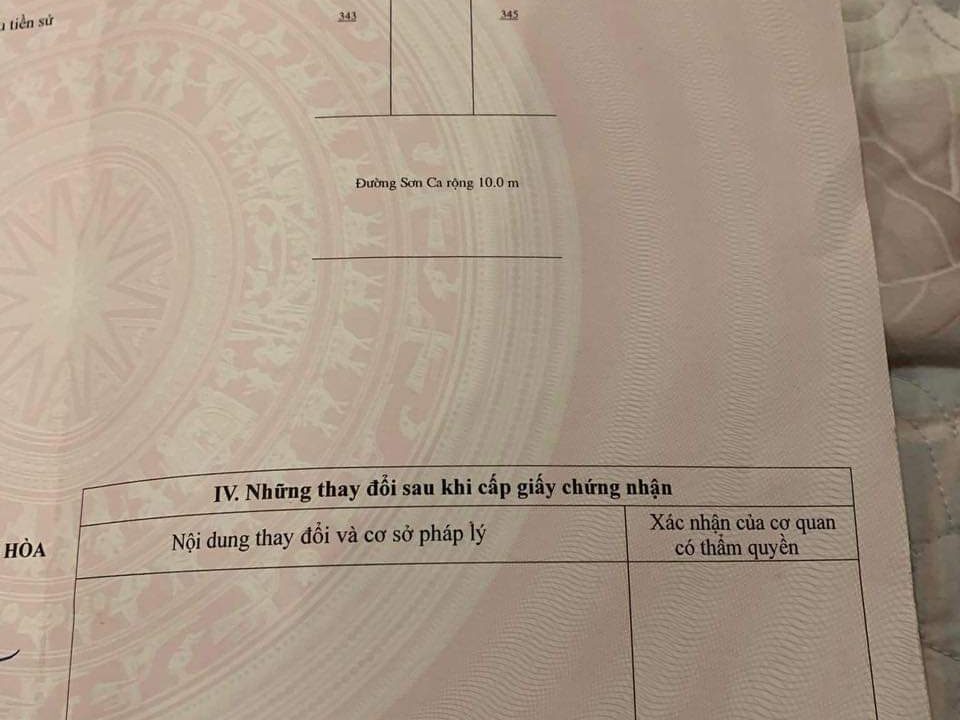 tiền sử
343
345
Đường Sơn Ca rộng 10.0 m
IV. Những thay đổi sau khi cấp giấy chứng nhận
Nội dung thay đổi và cơ sở pháp lý
Xác nhận của cơ quan
có thẩm quyền
HÒA